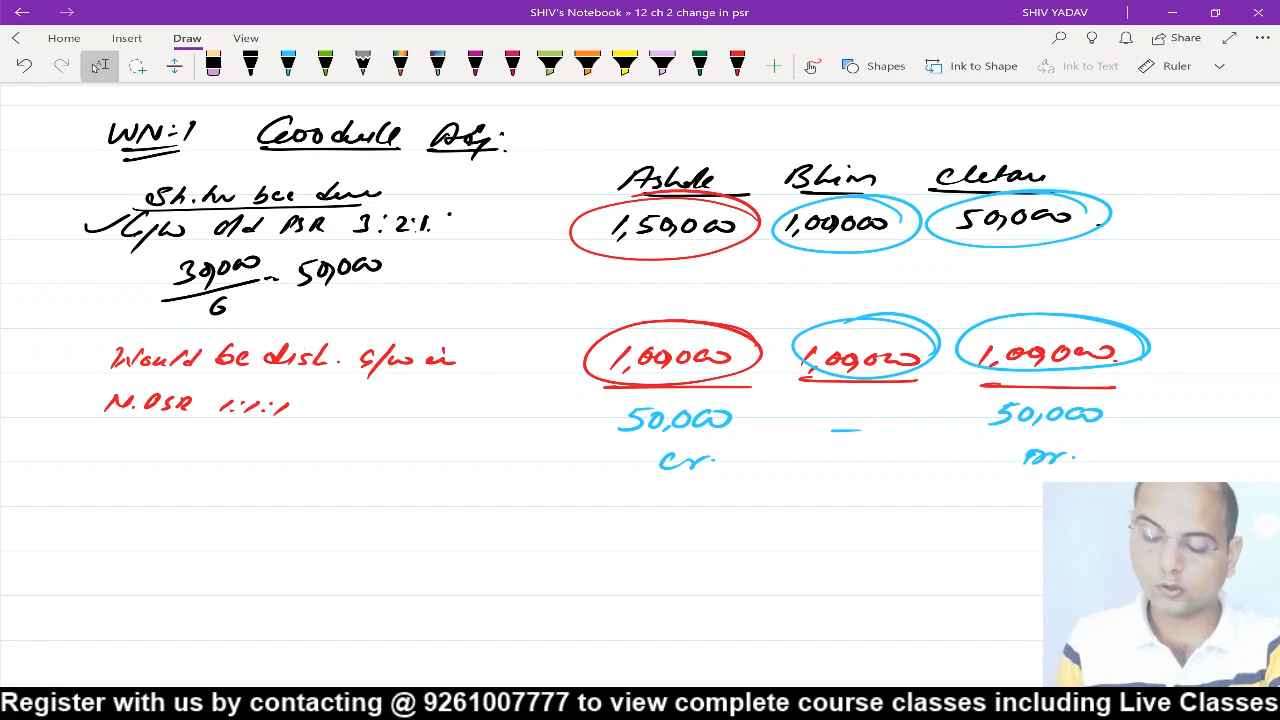 SHIV's Notebook » 12 ch 2 change in psr
SHIV YADAV
Home Insert Draw View
Share
Shapes Ink to Shape Ink to Text Ruler
WN:1 Goodwill Adj:
Ashok Bhim Chetan
Sh. hv bee done
G/W Old PSR 3:2:1. 1,50,000 1,00,000 50,000
30,000 = 50,000
6
Would be dist. G/w in 1,00,000 1,00,000 1,00,000
N. PSR 1:1:1
50,000 — 50,000
Cr. Dr.
Register with us by contacting @ 9261007777 to view complete course classes including Live Classes